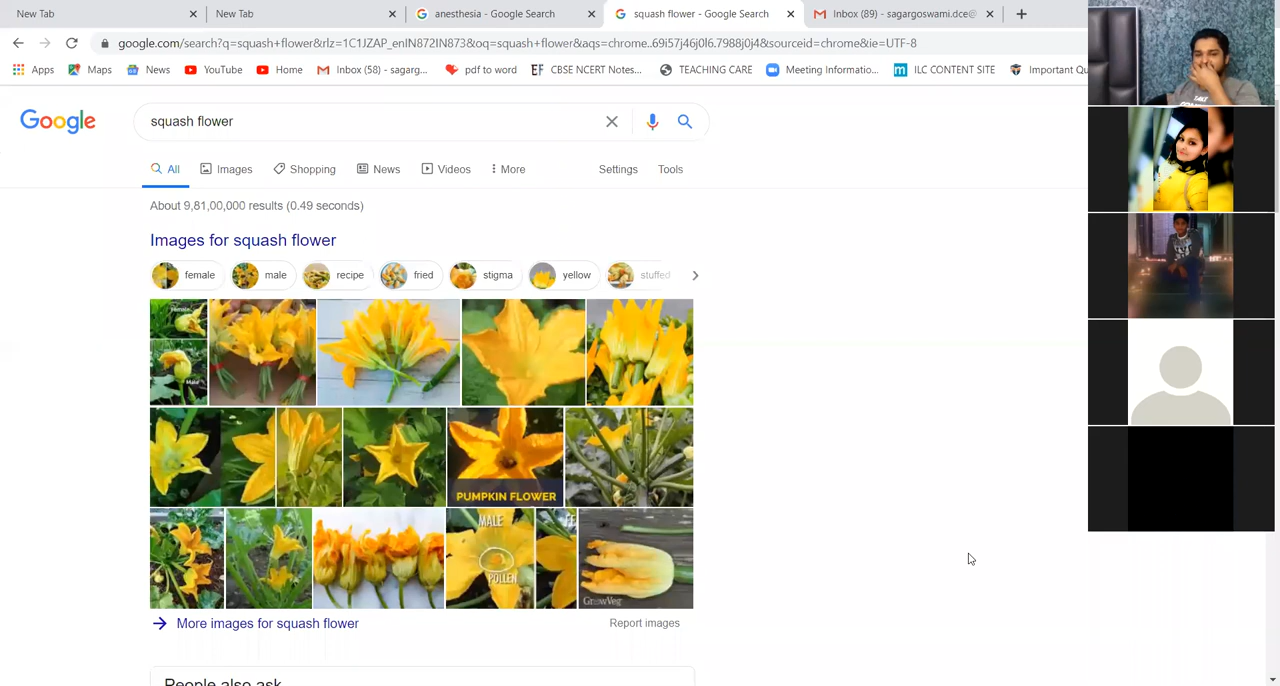 New Tab
New Tab
anesthesia - Google Search
squash flower - Google Search
Inbox (89) - sagargoswami.dce@
google.com/search?q=squash+flower&rlz=1C1JZAP_enIN872IN873&oq=squash+flower&aqs=chrome..69i57j46j0l6.7988j0j4&sourceid=chrome&ie=UTF-8
Apps
Maps
News
YouTube
Home
Inbox (58) - sagarg...
pdf to word
CBSE NCERT Notes...
TEACHING CARE
Meeting Informatio...
ILC CONTENT SITE
Important Qu
Google
squash flower
All
Images
Shopping
News
Videos
More
Settings
Tools
About 9,81,00,000 results (0.49 seconds)
Images for squash flower
female
male
recipe
fried
stigma
yellow
stuffed
Female
Male
PUMPKIN FLOWER
MALE
POLLEN
GrowVeg
More images for squash flower
Report images
People also ask